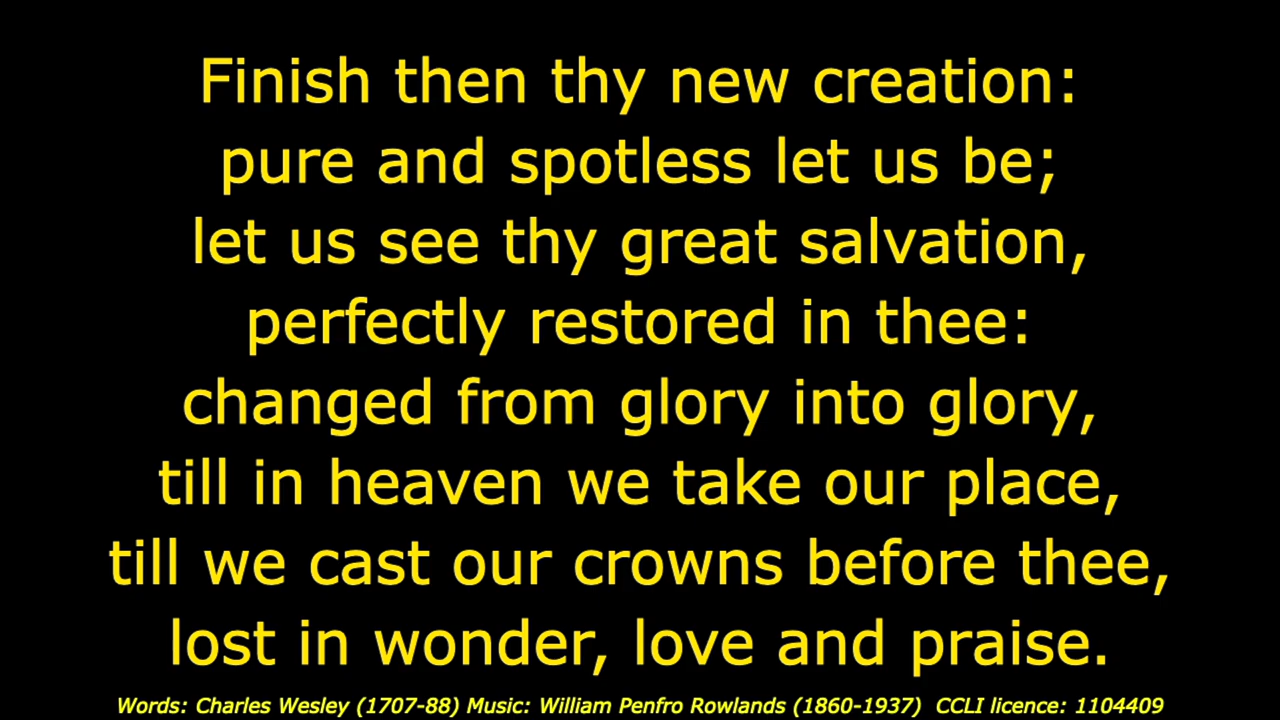 Finish then thy new creation:
pure and spotless let us be;
let us see thy great salvation,
perfectly restored in thee:
changed from glory into glory,
till in heaven we take our place,
till we cast our crowns before thee,
lost in wonder, love and praise.
Words: Charles Wesley (1707-88) Music: William Penfro Rowlands (1860-1937) CCLI licence: 1104409